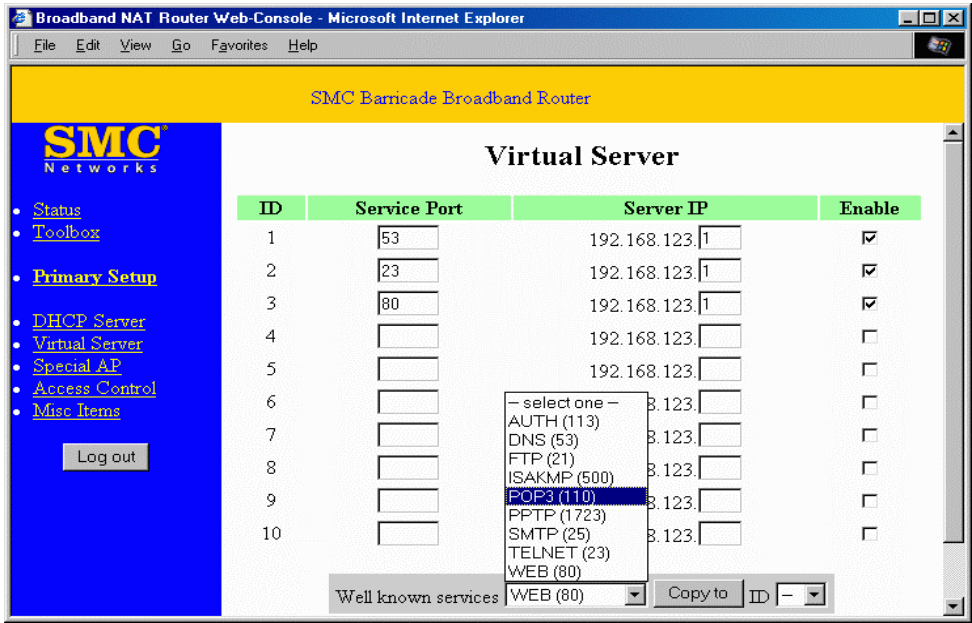 Broadband NAT Router Web-Console - Microsoft Internet Explorer
File Edit View Go Favorites Help
SMC Barricade Broadband Router
SMC®
Networks
Status
Toolbox
Primary Setup
DHCP Server
Virtual Server
Special AP
Access Control
Misc Items
Log out
Virtual Server
ID Service Port Server IP Enable
1 53 192.168.123.1
2 23 192.168.123.1
3 80 192.168.123.1
4 192.168.123.
5 192.168.123.
6 8.123.
7 8.123.
8 8.123.
9 8.123.
10 8.123.
-- select one --
AUTH (113)
DNS (53)
FTP (21)
ISAKMP (500)
POP3 (110)
PPTP (1723)
SMTP (25)
TELNET (23)
WEB (80)
Well known services WEB (80) Copy to ID --